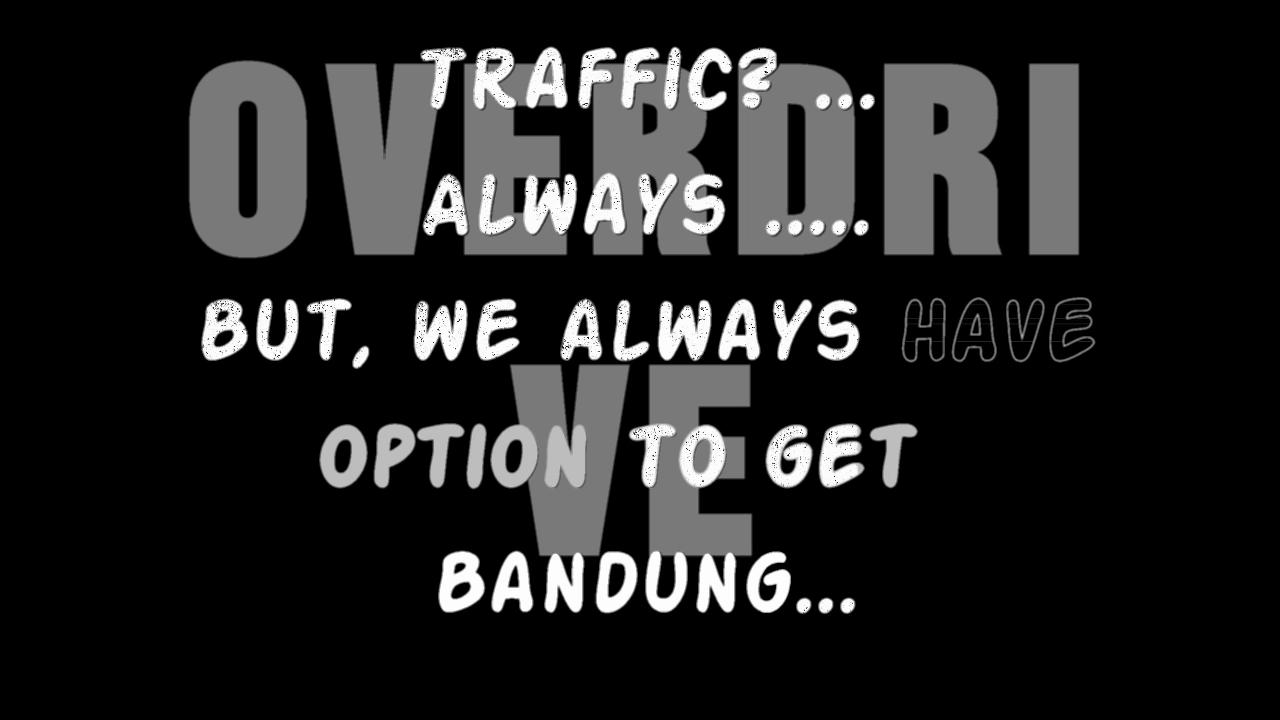 OVERDRI
VE
TRAFFIC? ...
ALWAYS .....
BUT, WE ALWAYS HAVE
OPTION TO GET
BANDUNG...